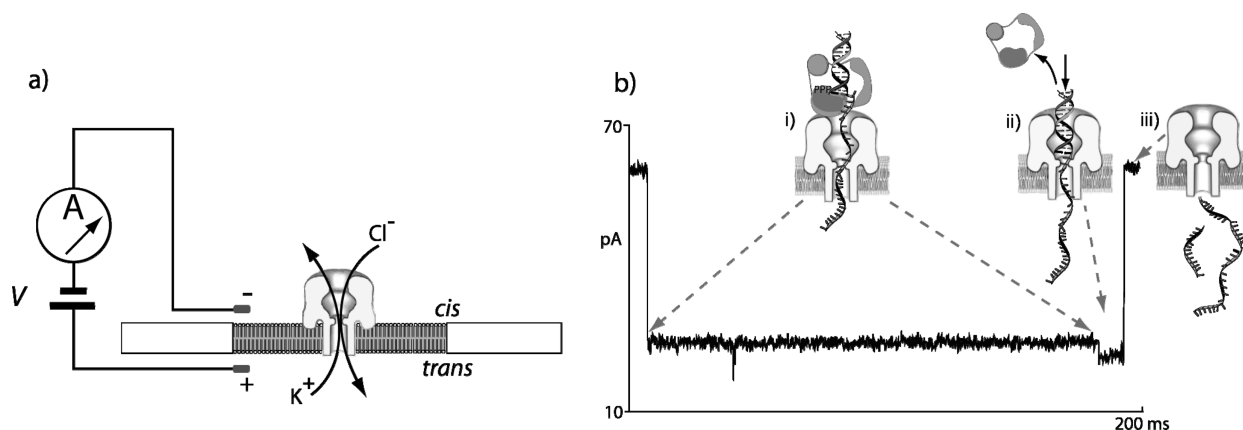 a)
A
V
-
+
Cl⁻
K⁺
cis
trans
b)
70
pA
10
200 ms
i)
PPP
ii)
iii)